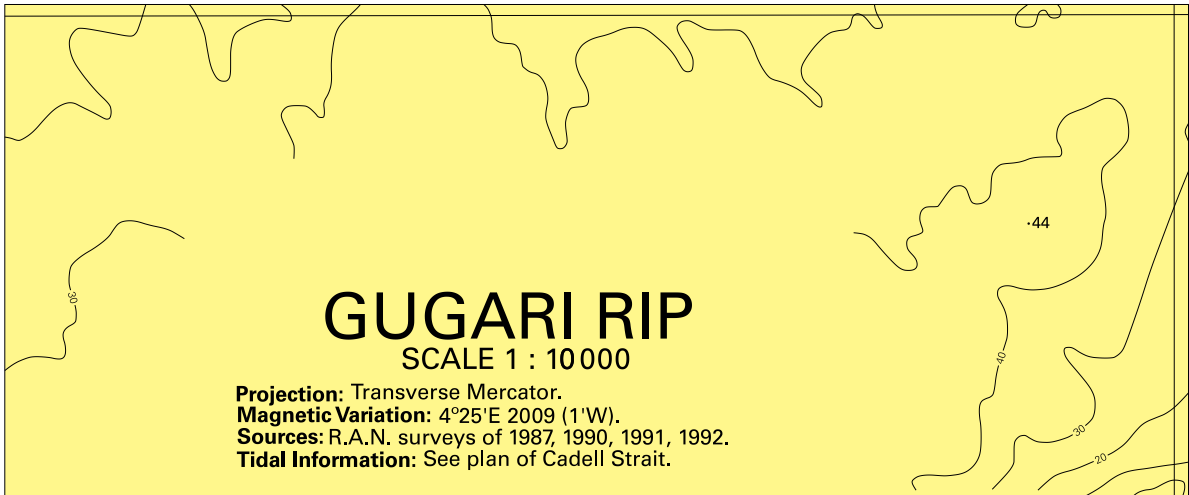 ·44
30
GUGARI RIP
SCALE 1 : 10 000
40
Projection: Transverse Mercator.
Magnetic Variation: 4°25'E 2009 (1'W).
Sources: R.A.N. surveys of 1987, 1990, 1991, 1992.
30
Tidal Information: See plan of Cadell Strait.
20